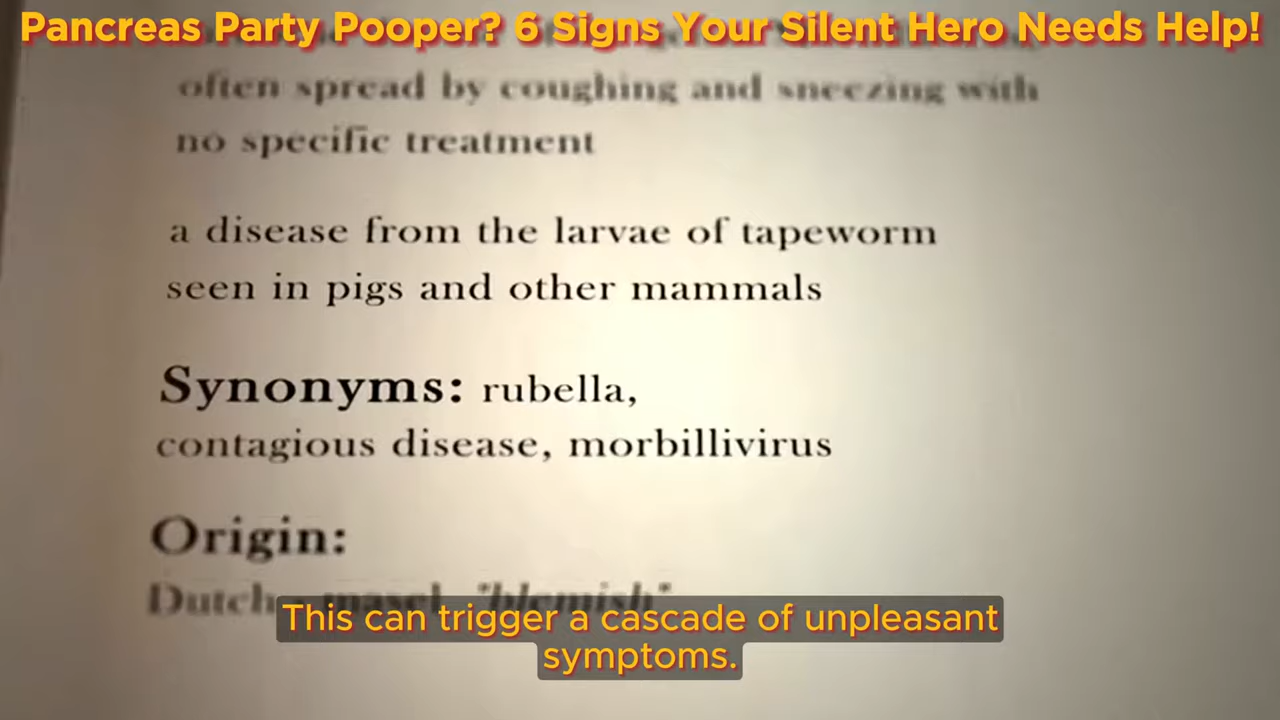 Pancreas Party Pooper? 6 Signs Your Silent Hero Needs Help!
often spread by coughing and sneezing with
no specific treatment
a disease from the larvae of tapeworm
seen in pigs and other mammals
Synonyms: rubella,
contagious disease, morbillivirus
Origin:
Dutch "blemish"
This can trigger a cascade of unpleasant
symptoms.